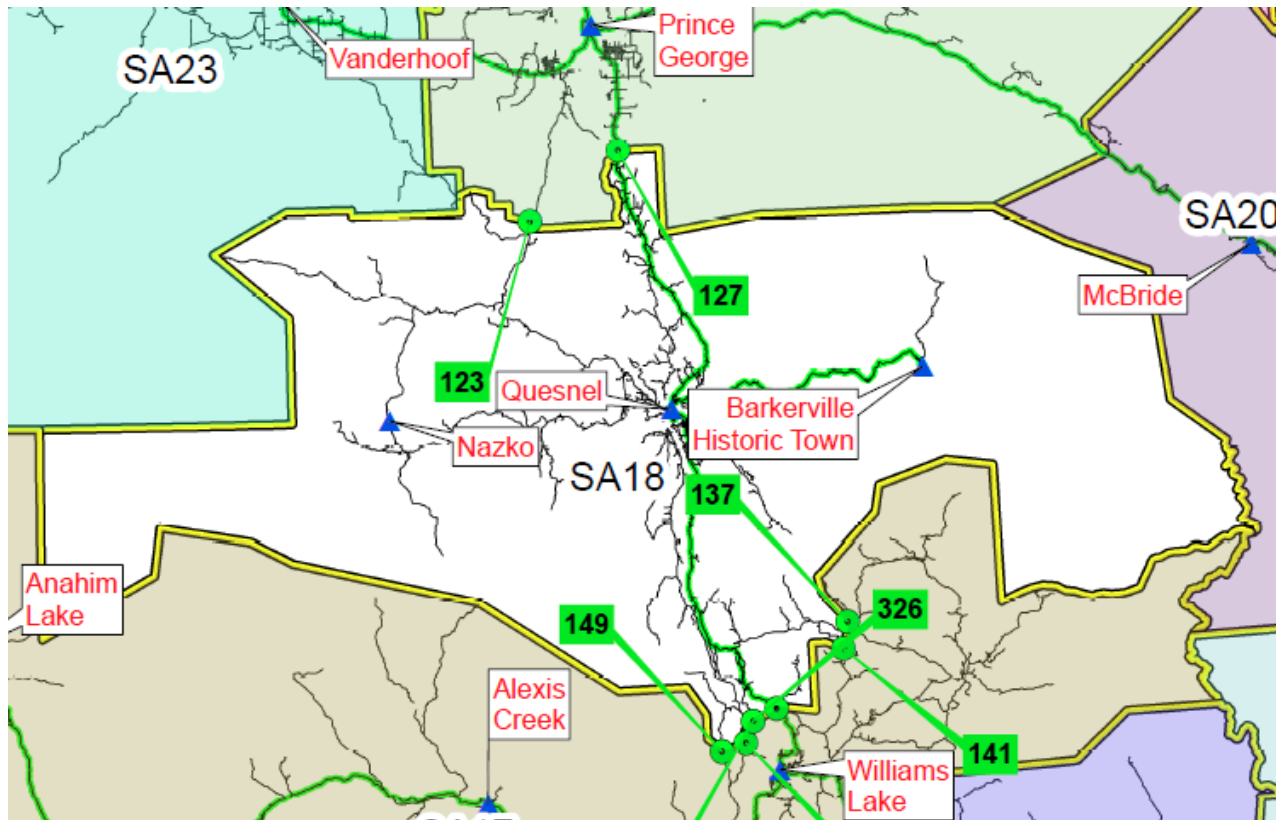 Prince
George
Vanderhoof
SA23
SA20
McBride
127
123
Quesnel
Barkerville
Historic Town
Nazko
SA18
137
Anahim
Lake
149
326
Alexis
Creek
141
Williams
Lake